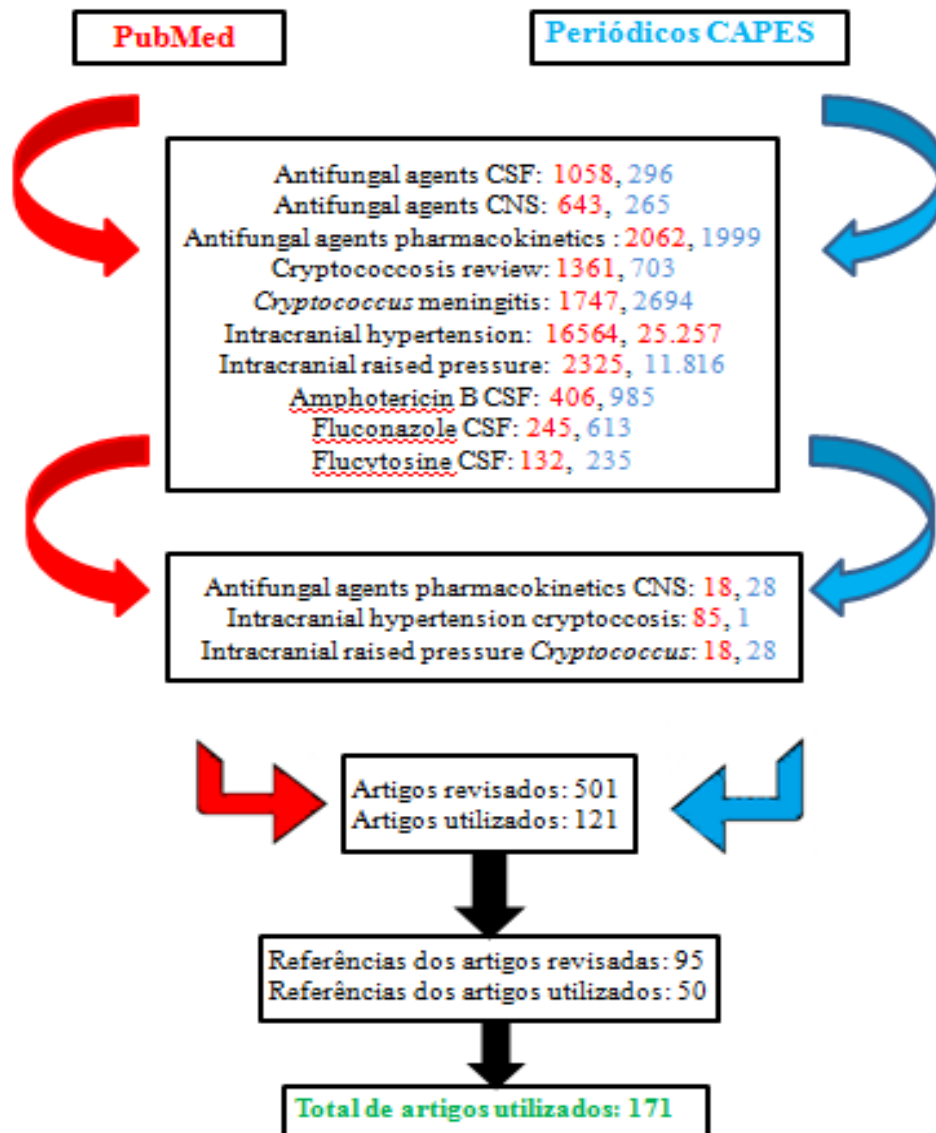 PubMed
Periódicos CAPES
Antifungal agents CSF: 1058, 296
Antifungal agents CNS: 643, 265
Antifungal agents pharmacokinetics : 2062, 1999
Cryptoccosis review: 1361, 703
Cryptococcus meningitis: 1747, 2694
Intracranial hypertension: 16564, 25.257
Intracranial raised pressure: 2325, 11.816
Amphotericin B CSF: 406, 985
Fluconazole CSF: 245, 613
Flucytosine CSF: 132, 235
Antifungal agents pharmacokinetics CNS: 18, 28
Intracranial hypertension cryptoccosis: 85, 1
Intracranial raised pressure Cryptococcus: 18, 28
Artigos revisados: 501
Artigos utilizados: 121
Referências dos artigos revisadas: 95
Referências dos artigos utilizados: 50
Total de artigos utilizados: 171